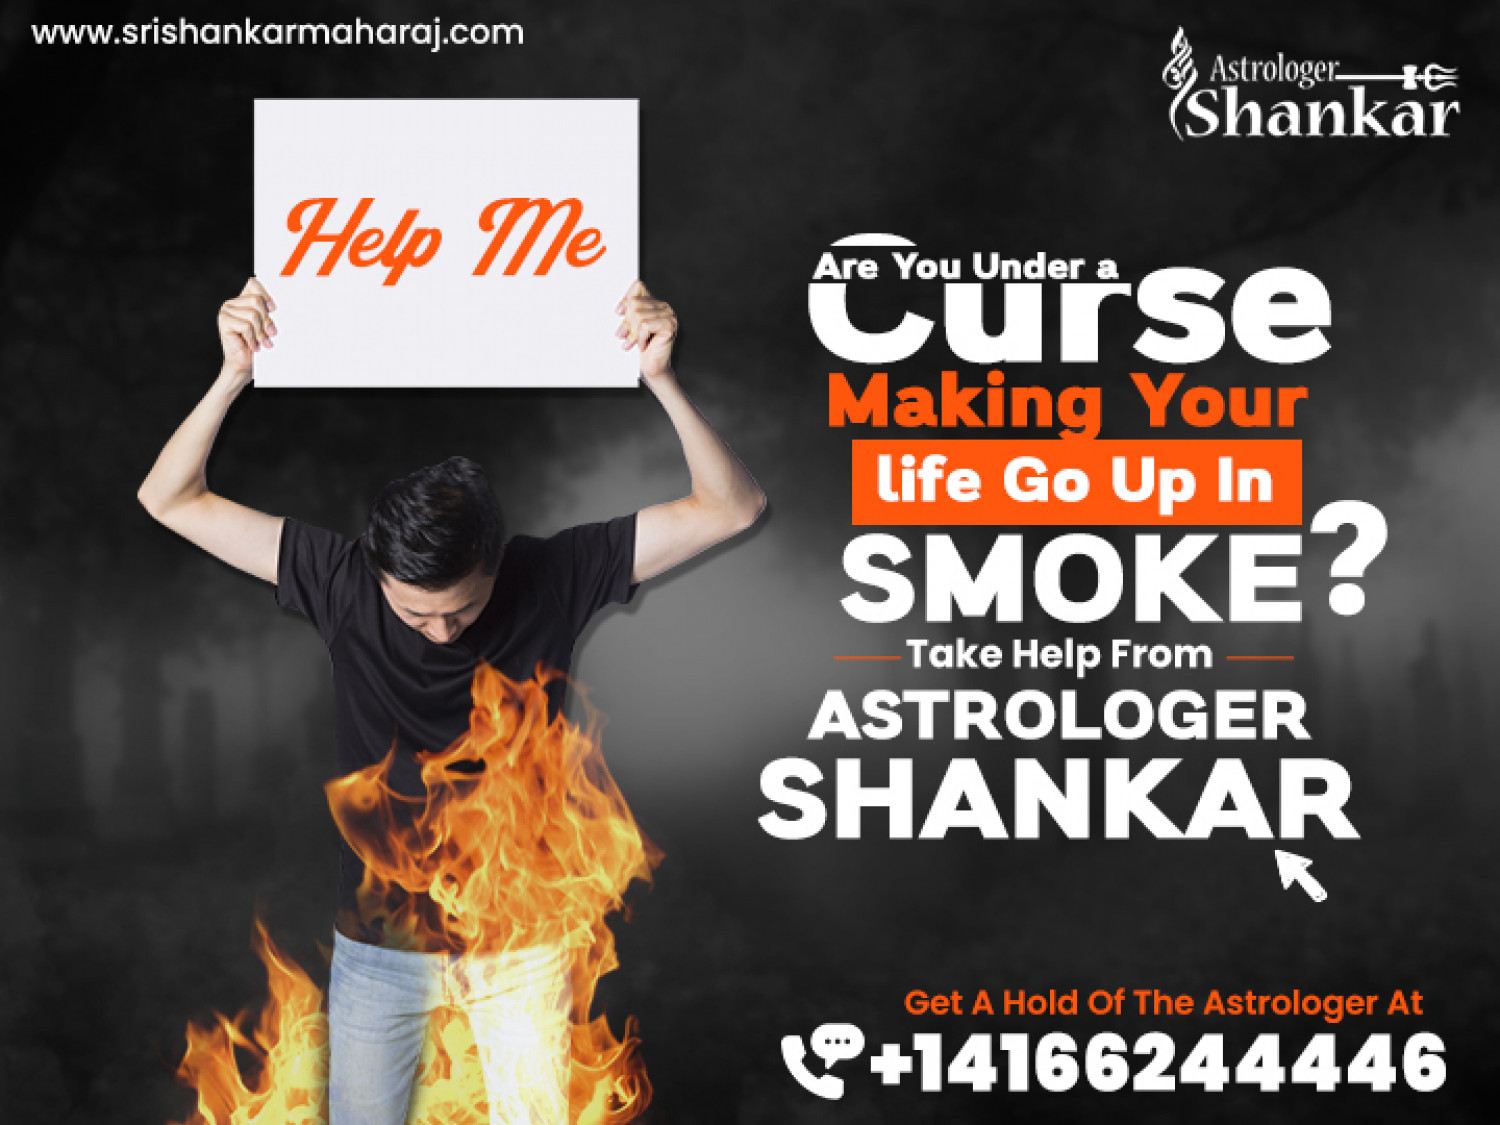 www.srishankarmaharaj.com
Astrologer
Shankar
Help Me
Are You Under a
Curse
Making Your
life Go Up In
SMOKE?
Take Help From
ASTROLOGER
SHANKAR
Get A Hold Of The Astrologer At
+14166244446